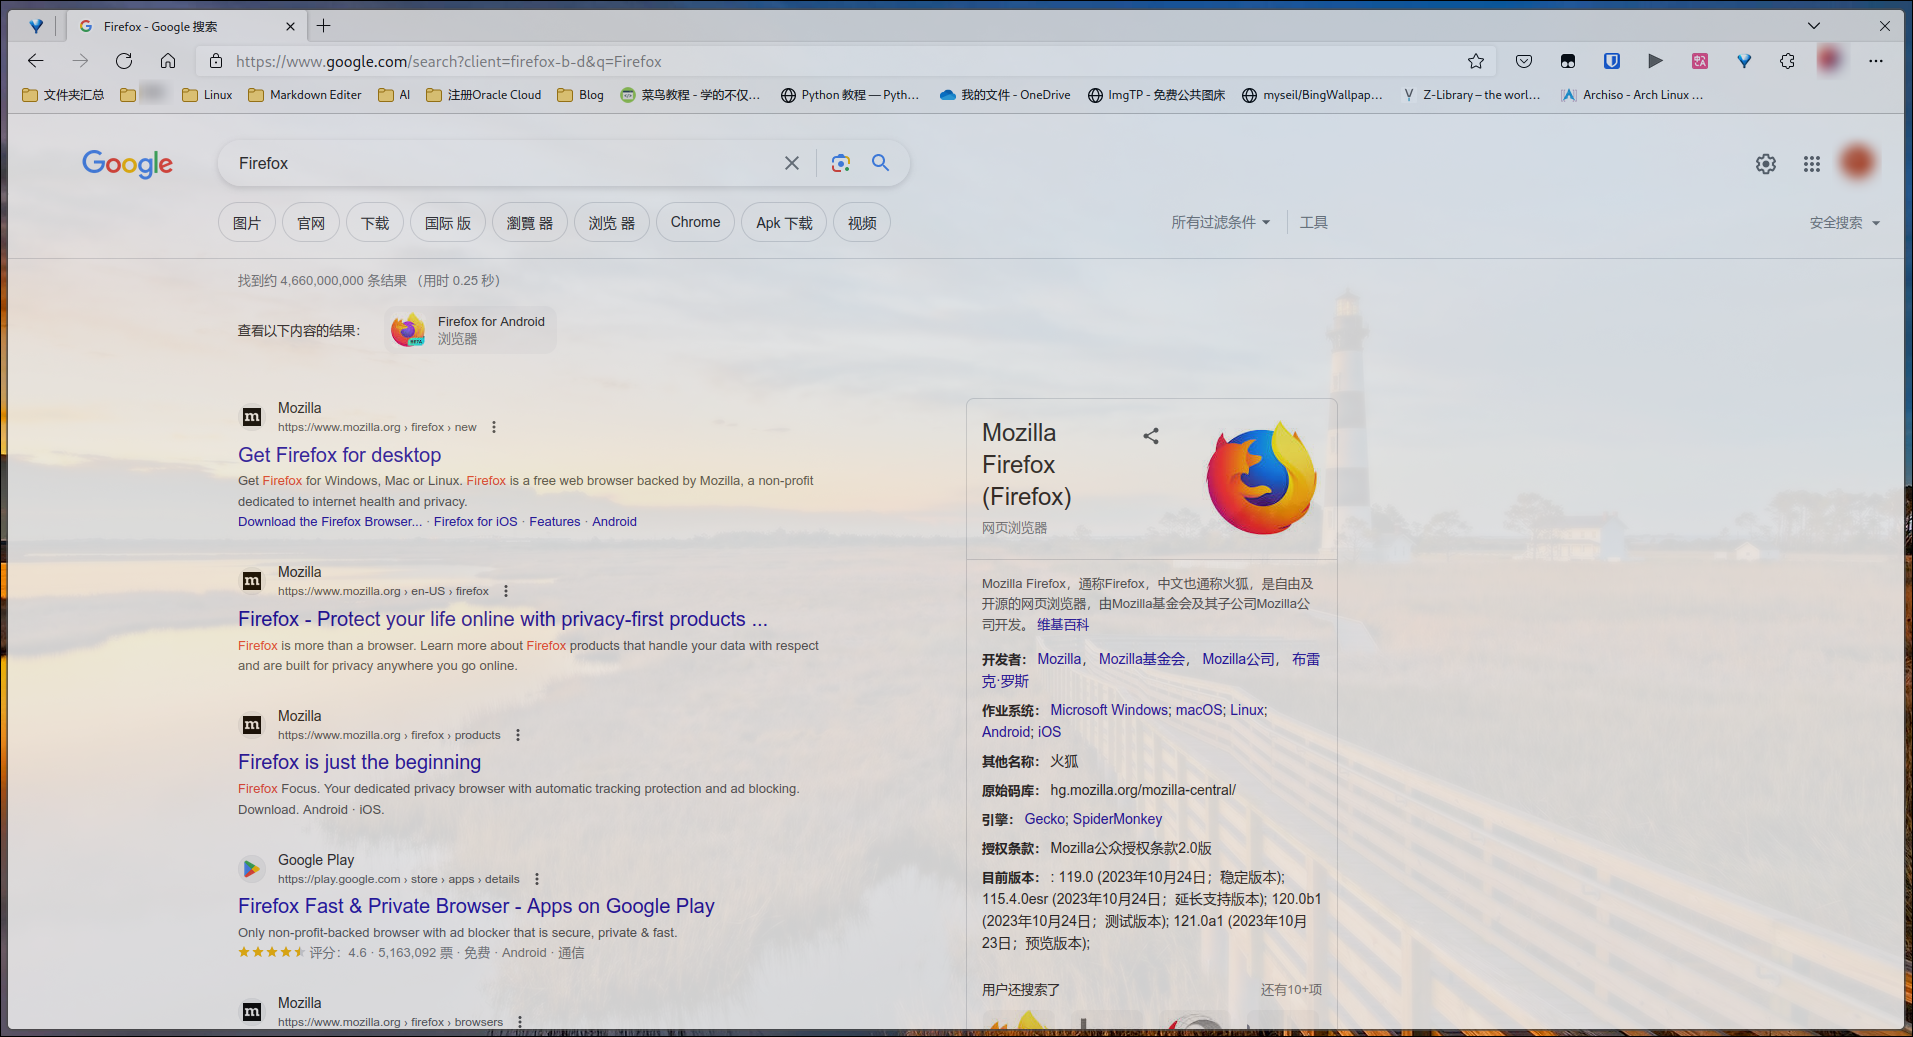 Firefox - Google 搜索
https://www.google.com/search?client=firefox-b-d&q=Firefox
文件夹汇总
Linux
Markdown Editer
AI
注册Oracle Cloud
Blog
菜鸟教程 - 学的不仅...
Python 教程 — Pyth...
我的文件 - OneDrive
ImgTP - 免费公共图床
myseil/BingWallpap...
Z-Library – the worl...
Archiso - Arch Linux ...
Google
Firefox
图片
官网
下载
国际 版
瀏覽 器
浏览 器
Chrome
Apk 下载
视频
所有过滤条件
工具
安全搜索
找到约 4,660,000,000 条结果 （用时 0.25 秒）
查看以下内容的结果：
Firefox for Android
浏览器
Mozilla
https://www.mozilla.org › firefox › new
Get Firefox for desktop
Get Firefox for Windows, Mac or Linux. Firefox is a free web browser backed by Mozilla, a non-profit
dedicated to internet health and privacy.
Download the Firefox Browser... · Firefox for iOS · Features · Android
Mozilla
https://www.mozilla.org › en-US › firefox
Firefox - Protect your life online with privacy-first products ...
Firefox is more than a browser. Learn more about Firefox products that handle your data with respect
and are built for privacy anywhere you go online.
Mozilla
https://www.mozilla.org › firefox › products
Firefox is just the beginning
Firefox Focus. Your dedicated privacy browser with automatic tracking protection and ad blocking.
Download. Android · iOS.
Google Play
https://play.google.com › store › apps › details
Firefox Fast & Private Browser - Apps on Google Play
Only non-profit-backed browser with ad blocker that is secure, private & fast.
评分：4.6 · 5,163,092 票 · 免费 · Android · 通信
Mozilla
https://www.mozilla.org › firefox › browsers
Mozilla
Firefox
(Firefox)
网页浏览器
Mozilla Firefox，通称Firefox，中文也通称火狐，是自由及
开源的网页浏览器，由Mozilla基金会及其子公司Mozilla公
司开发。 维基百科
开发者： Mozilla， Mozilla基金会， Mozilla公司， 布雷
克·罗斯
作业系统： Microsoft Windows; macOS; Linux;
Android; iOS
其他名称： 火狐
原始码库： hg.mozilla.org/mozilla-central/
引擎： Gecko; SpiderMonkey
授权条款： Mozilla公众授权条款2.0版
目前版本： : 119.0 (2023年10月24日；稳定版本);
115.4.0esr (2023年10月24日；延长支持版本); 120.0b1
(2023年10月24日；测试版本); 121.0a1 (2023年10月
23日；预览版本);
用户还搜索了
还有10+项